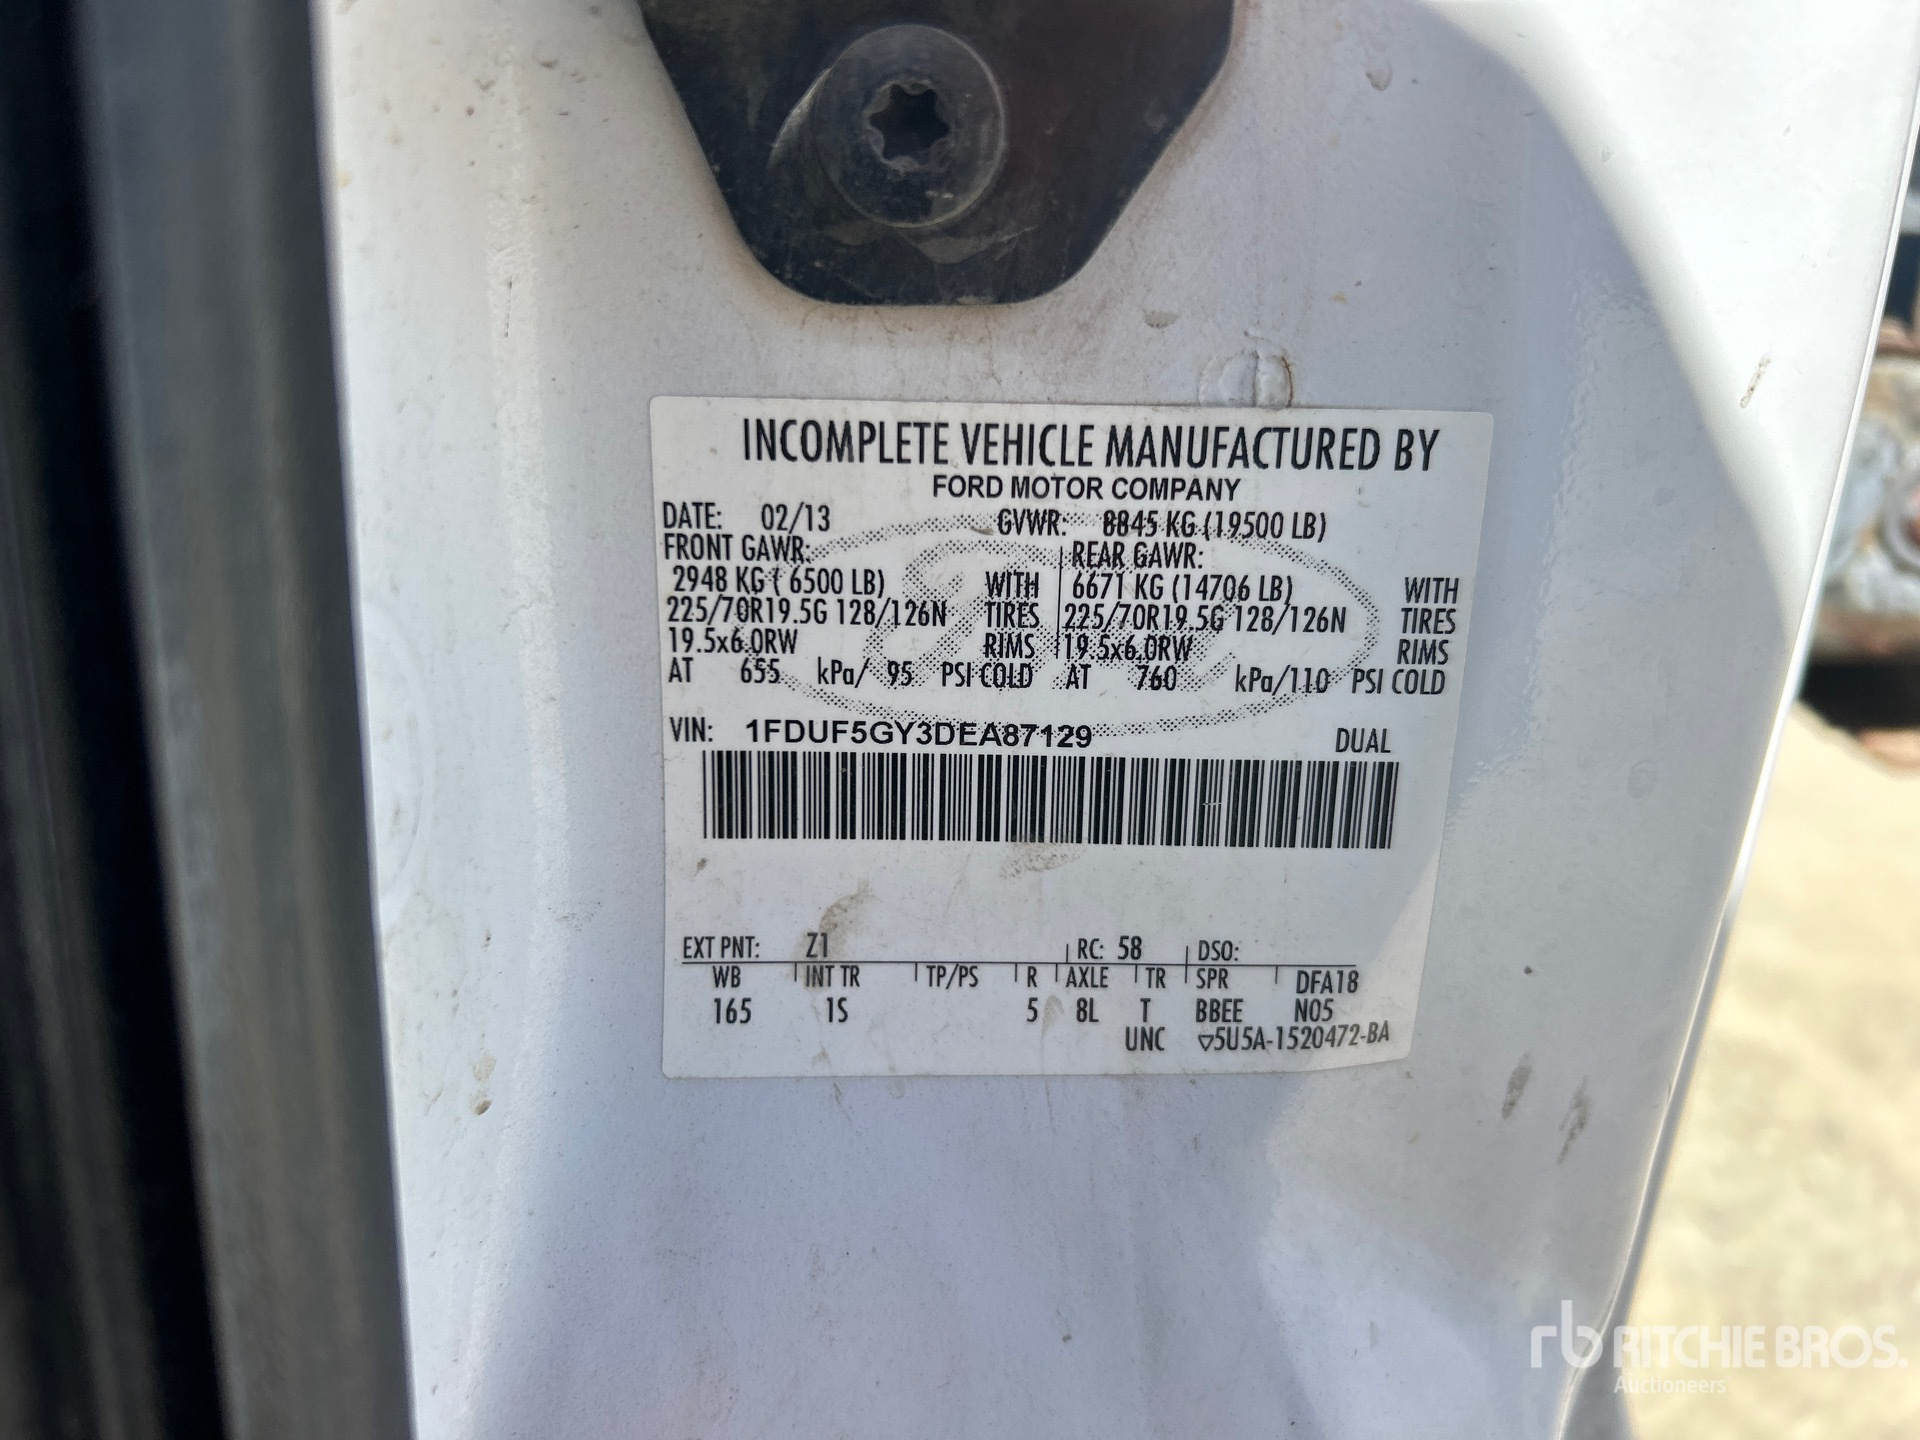 INCOMPLETE VEHICLE MANUFACTURED BY
FORD MOTOR COMPANY
DATE: 02/13 GVWR: 8845 KG (19500 LB)
FRONT GAWR: REAR GAWR:
2948 KG ( 6500 LB) WITH 6671 KG (14706 LB) WITH
225/70R19.5G 128/126N TIRES 225/70R19.5G 128/126N TIRES
19.5x6.0RW RIMS 19.5x6.0RW RIMS
AT 655 kPa/ 95 PSI COLD AT 760 kPa/110 PSI COLD
VIN: 1FDUF5GY3DEA87129 DUAL
EXT PNT: Z1 RC: 58 DSO:
WB INT TR TP/PS R AXLE TR SPR DFA18
165 1S 5 8L T BBEE N05
UNC ▽5U5A-1520472-BA
rb RITCHIE BROS.
Auctioneers